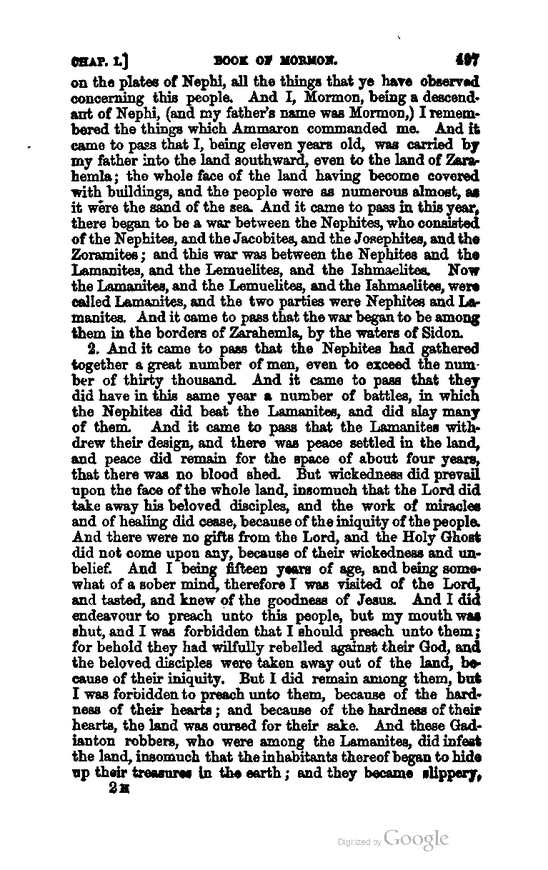 CHAP. I.] BOOK OF MORMON. 497
on the plates of Nephi, all the things that ye have observed
concerning this people. And I, Mormon, being a descend-
ant of Nephi, (and my father's name was Mormon,) I remem-
bered the things which Ammaron commanded me. And it
came to pass that I, being eleven years old, was carried by
my father into the land southward, even to the land of Zara-
hemla; the whole face of the land having become covered
with buildings, and the people were as numerous almost, as
it were the sand of the sea. And it came to pass in this year,
there began to be a war between the Nephites, who consisted
of the Nephites, and the Jacobites, and the Josephites, and the
Zoramites; and this war was between the Nephites and the
Lamanites, and the Lemuelites, and the Ishmaelites. Now
the Lamanites, and the Lemuelites, and the Ishmaelites, were
called Lamanites, and the two parties were Nephites and La-
manites. And it came to pass that the war began to be among
them in the borders of Zarahemla, by the waters of Sidon.
2. And it came to pass that the Nephites had gathered
together a great number of men, even to exceed the num-
ber of thirty thousand. And it came to pass that they
did have in this same year a number of battles, in which
the Nephites did beat the Lamanites, and did slay many
of them. And it came to pass that the Lamanites with-
drew their design, and there was peace settled in the land,
and peace did remain for the space of about four years,
that there was no blood shed. But wickedness did prevail
upon the face of the whole land, insomuch that the Lord did
take away his beloved disciples, and the work of miracles
and of healing did cease, because of the iniquity of the people.
And there were no gifts from the Lord, and the Holy Ghost
did not come upon any, because of their wickedness and un-
belief. And I being fifteen years of age, and being some-
what of a sober mind, therefore I was visited of the Lord,
and tasted, and knew of the goodness of Jesus. And I did
endeavour to preach unto this people, but my mouth was
shut, and I was forbidden that I should preach unto them;
for behold they had wilfully rebelled against their God, and
the beloved disciples were taken away out of the land, be-
cause of their iniquity. But I did remain among them, but
I was forbidden to preach unto them, because of the hard-
ness of their hearts; and because of the hardness of their
hearts, the land was cursed for their sake. And these Gad-
ianton robbers, who were among the Lamanites, did infest
the land, insomuch that the inhabitants thereof began to hide
up their treasures in the earth; and they became slippery,
2H
Digitized by Google